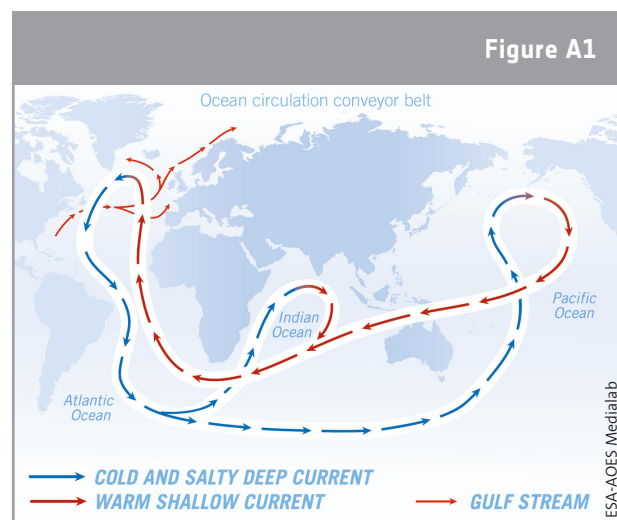 Figure A1
Ocean circulation conveyor belt
Indian
Ocean
Pacific
Ocean
Atlantic
Ocean
COLD AND SALTY DEEP CURRENT
WARM SHALLOW CURRENT
GULF STREAM
ESA-AOES Medialab